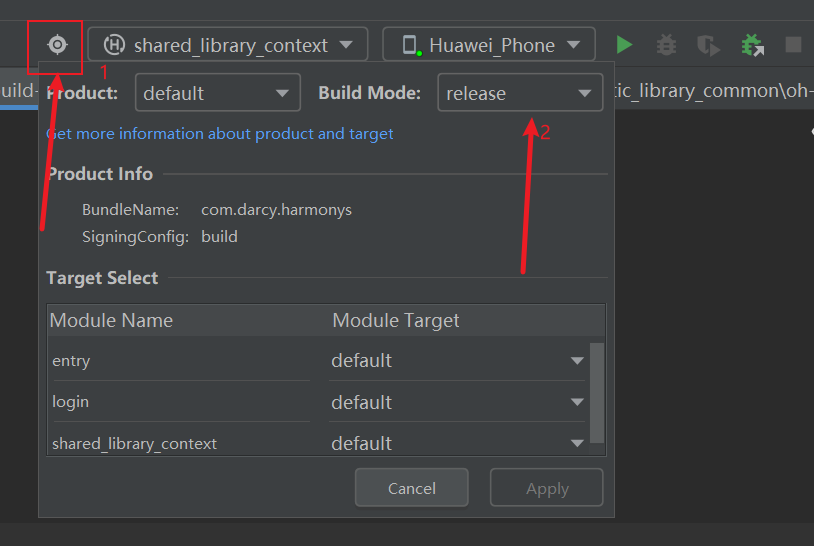 shared_library_context
Huawei_Phone
1
uild-
tic_library_common\oh-
Product: default
Build Mode: release
2
Get more information about product and target
Product Info
BundleName: com.darcy.harmonys
SigningConfig: build
Target Select
Module Name Module Target
entry default
login default
shared_library_context default
Cancel Apply